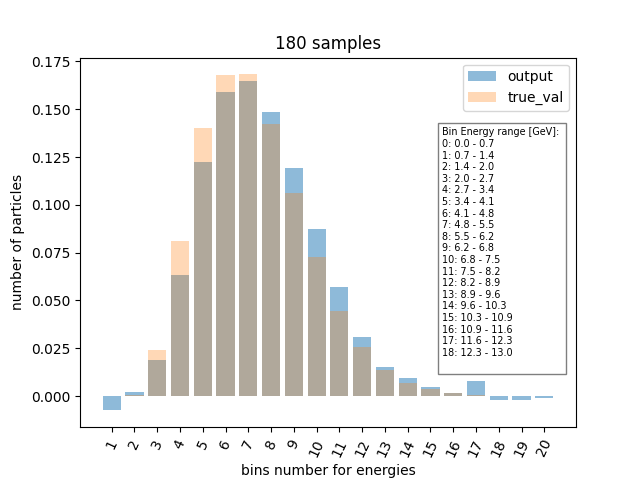 180 samples
output
true_val
Bin Energy range [GeV]:
0: 0.0 - 0.7
1: 0.7 - 1.4
2: 1.4 - 2.0
3: 2.0 - 2.7
4: 2.7 - 3.4
5: 3.4 - 4.1
6: 4.1 - 4.8
7: 4.8 - 5.5
8: 5.5 - 6.2
9: 6.2 - 6.8
10: 6.8 - 7.5
11: 7.5 - 8.2
12: 8.2 - 8.9
13: 8.9 - 9.6
14: 9.6 - 10.3
15: 10.3 - 10.9
16: 10.9 - 11.6
17: 11.6 - 12.3
18: 12.3 - 13.0
number of particles
0.175
0.150
0.125
0.100
0.075
0.050
0.025
0.000
1 2 3 4 5 6 7 8 9 10 11 12 13 14 15 16 17 18 19 20
bins number for energies